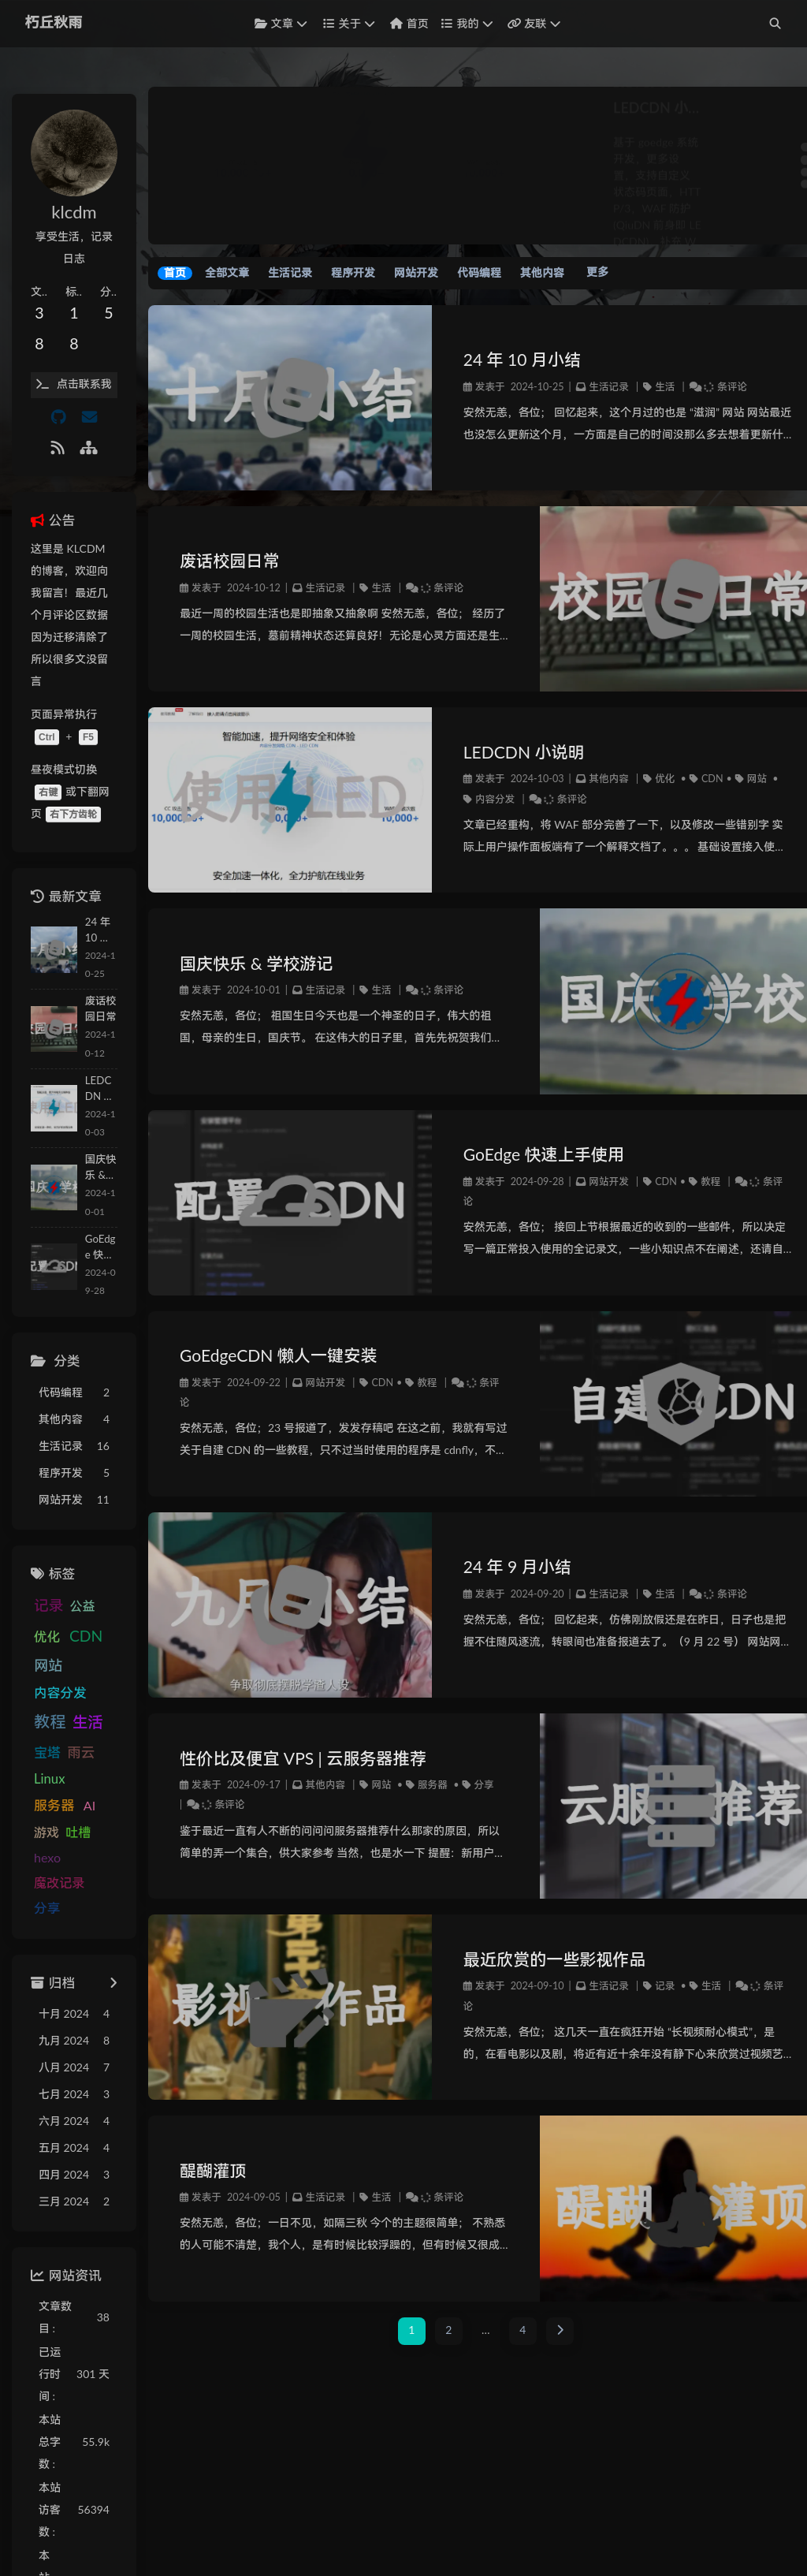 朽丘秋雨
文章
关于
首页
我的
友联
klcdm
享受生活，记录
日志
文..
标..
分..
3
1
5
8
8
点击联系我
公告
这里是 KLCDM
的博客，欢迎向
我留言！最近几
个月评论区数据
因为迁移清除了
所以很多文没留
言
页面异常执行
Ctrl + F5
昼夜模式切换
右键 或下翻网
页 右下方齿轮
最新文章
24 年
10 ...
2024-1
0-25
废话校
园日常
2024-1
0-12
LEDC
DN ...
2024-1
0-03
国庆快
乐 &...
2024-1
0-01
GoEdg
e 快...
2024-0
9-28
分类
代码编程 2
其他内容 4
生活记录 16
程序开发 5
网站开发 11
标签
记录 公益
优化 CDN
网站
内容分发
教程 生活
宝塔 雨云
Linux
服务器 AI
游戏 吐槽
hexo
魔改记录
分享
归档
十月 2024 4
九月 2024 8
八月 2024 7
七月 2024 3
六月 2024 4
五月 2024 4
四月 2024 3
三月 2024 2
网站资讯
文章数
目 :
38
已运
行时
间 :
301 天
本站
总字
数 :
55.9k
本站
访客
数 :
56394
本
LEDCDN 小...
首页 全部文章 生活记录 程序开发 网站开发 代码编程 其他内容 更多
十月小结
24 年 10 月小结
发表于 2024-10-25 | 生活记录 | 生活 | 条评论
安然无恙，各位； 回忆起来，这个月过的也是 “滋润” 网站 网站最近
也没怎么更新这个月，一方面是自己的时间没那么多去想着更新什...
废话校园日常
发表于 2024-10-12 | 生活记录 | 生活 | 条评论
最近一周的校园生活也是即抽象又抽象啊 安然无恙，各位； 经历了
一周的校园生活，墓前精神状态还算良好！无论是心灵方面还是生...
校园日常
智能加速，提升网络安全和体验
使用LED
安全加速一体化，全力护航在线业务
LEDCDN 小说明
发表于 2024-10-03 | 其他内容 | 优化 • CDN • 网站 •
内容分发 | 条评论
文章已经重构，将 WAF 部分完善了一下，以及修改一些错别字 实
际上用户操作面板端有了一个解释文档了。。。 基础设置接入使...
国庆快乐 & 学校游记
发表于 2024-10-01 | 生活记录 | 生活 | 条评论
安然无恙，各位； 祖国生日今天也是一个神圣的日子，伟大的祖
国，母亲的生日，国庆节。 在这伟大的日子里，首先先祝贺我们...
国庆学校
配置CSDN
GoEdge 快速上手使用
发表于 2024-09-28 | 网站开发 | CDN • 教程 | 条评
论
安然无恙，各位； 接回上节根据最近的收到的一些邮件，所以决定
写一篇正常投入使用的全记录文，一些小知识点不在阐述，还请自...
GoEdgeCDN 懒人一键安装
发表于 2024-09-22 | 网站开发 | CDN • 教程 | 条评
论
安然无恙，各位；23 号报道了，发发存稿吧 在这之前，我就有写过
关于自建 CDN 的一些教程，只不过当时使用的程序是 cdnfly，不...
自建CDN
九月小结
争取彻底摆脱学渣人设
24 年 9 月小结
发表于 2024-09-20 | 生活记录 | 生活 | 条评论
安然无恙，各位； 回忆起来，仿佛刚放假还是在昨日，日子也是把
握不住随风逐流，转眼间也准备报道去了。（9 月 22 号） 网站网...
性价比及便宜 VPS | 云服务器推荐
发表于 2024-09-17 | 其他内容 | 网站 • 服务器 • 分享
| 条评论
鉴于最近一直有人不断的问问问服务器推荐什么那家的原因，所以
简单的弄一个集合，供大家参考 当然，也是水一下 提醒：新用户...
云服推荐
影视作品
最近欣赏的一些影视作品
发表于 2024-09-10 | 生活记录 | 记录 • 生活 | 条评
论
安然无恙，各位； 这几天一直在疯狂开始 “长视频耐心模式”，是
的，在看电影以及剧，将近有近十余年没有静下心来欣赏过视频艺...
醍醐灌顶
发表于 2024-09-05 | 生活记录 | 生活 | 条评论
安然无恙，各位；一日不见，如隔三秋 今个的主题很简单； 不熟悉
的人可能不清楚，我个人，是有时候比较浮躁的，但有时候又很成...
醍醐灌顶
1 2 ... 4